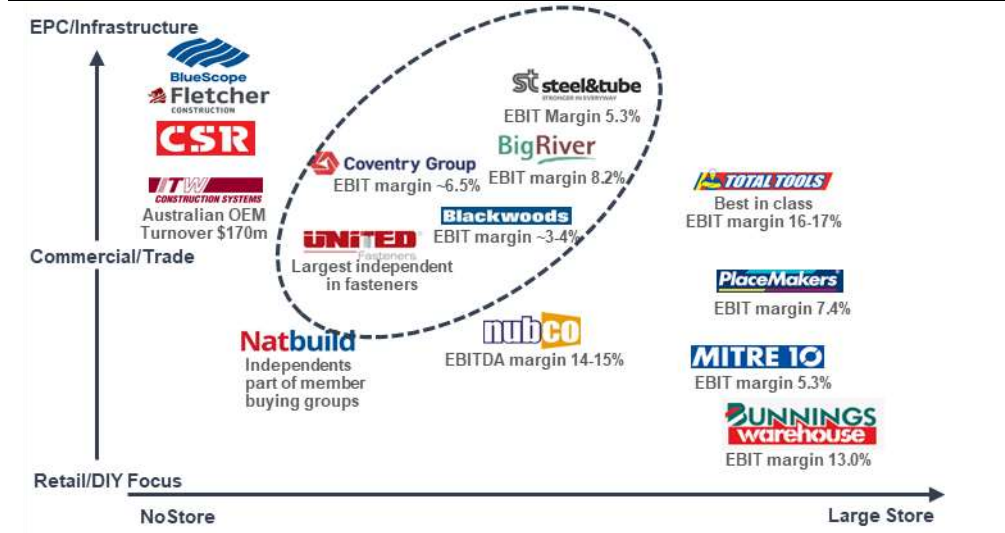 EPC/Infrastructure
BlueScope
Fletcher
CONSTRUCTION
CSR
ITW
CONSTRUCTION SYSTEMS
Australian OEM
Turnover $170m
st steel&tube
STRONGER IN EVERYWAY
EBIT Margin 5.3%
BigRiver
EBIT margin 8.2%
Coventry Group
EBIT margin ~6.5%
Blackwoods
EBIT margin ~3-4%
UNITED
Fasteners
Largest independent
in fasteners
TOTAL TOOLS
Best in class
EBIT margin 16-17%
Commercial/Trade
PlaceMakers
EBIT margin 7.4%
Natbuild
Independents
part of member
buying groups
nubco
EBITDA margin 14-15%
MITRE 10
EBIT margin 5.3%
BUNNINGS
warehouse
EBIT margin 13.0%
Retail/DIY Focus
NoStore
Large Store